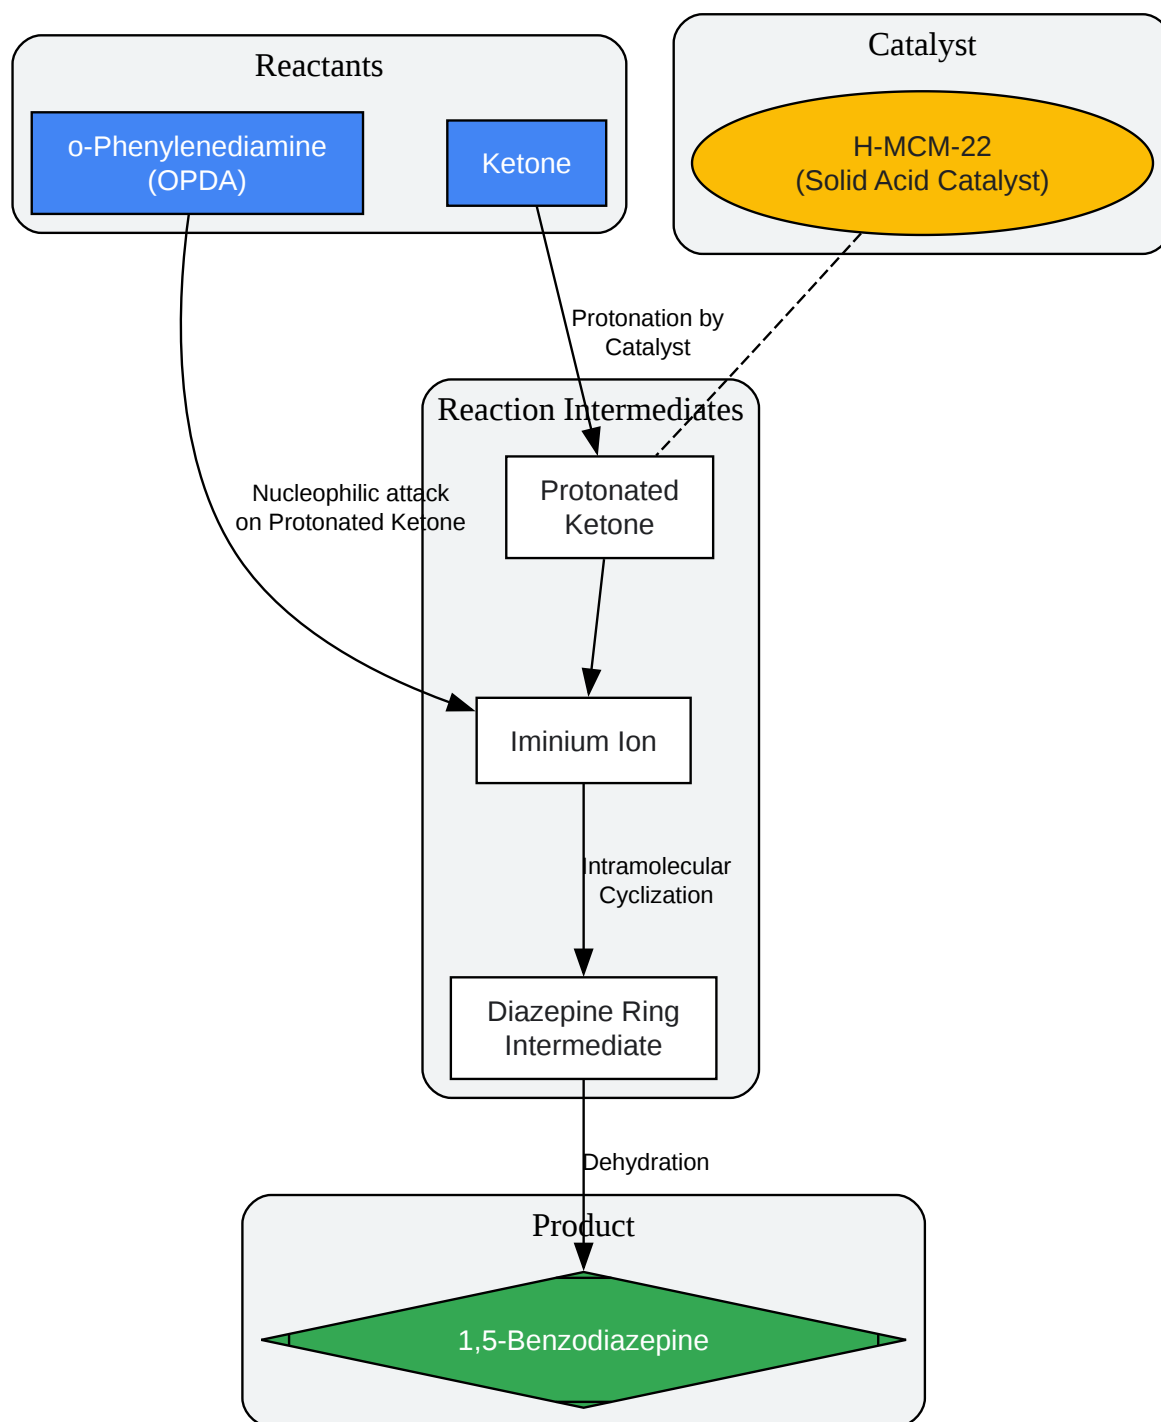 Reactants
Catalyst
o-Phenylenediamine
(OPDA)
Ketone
H-MCM-22
(Solid Acid Catalyst)
Protonation by
Catalyst
Reaction Intermediates
Nucleophilic attack
on Protonated Ketone
Protonated
Ketone
Iminium Ion
Intramolecular
Cyclization
Diazepine Ring
Intermediate
Dehydration
Product
1,5-Benzodiazepine